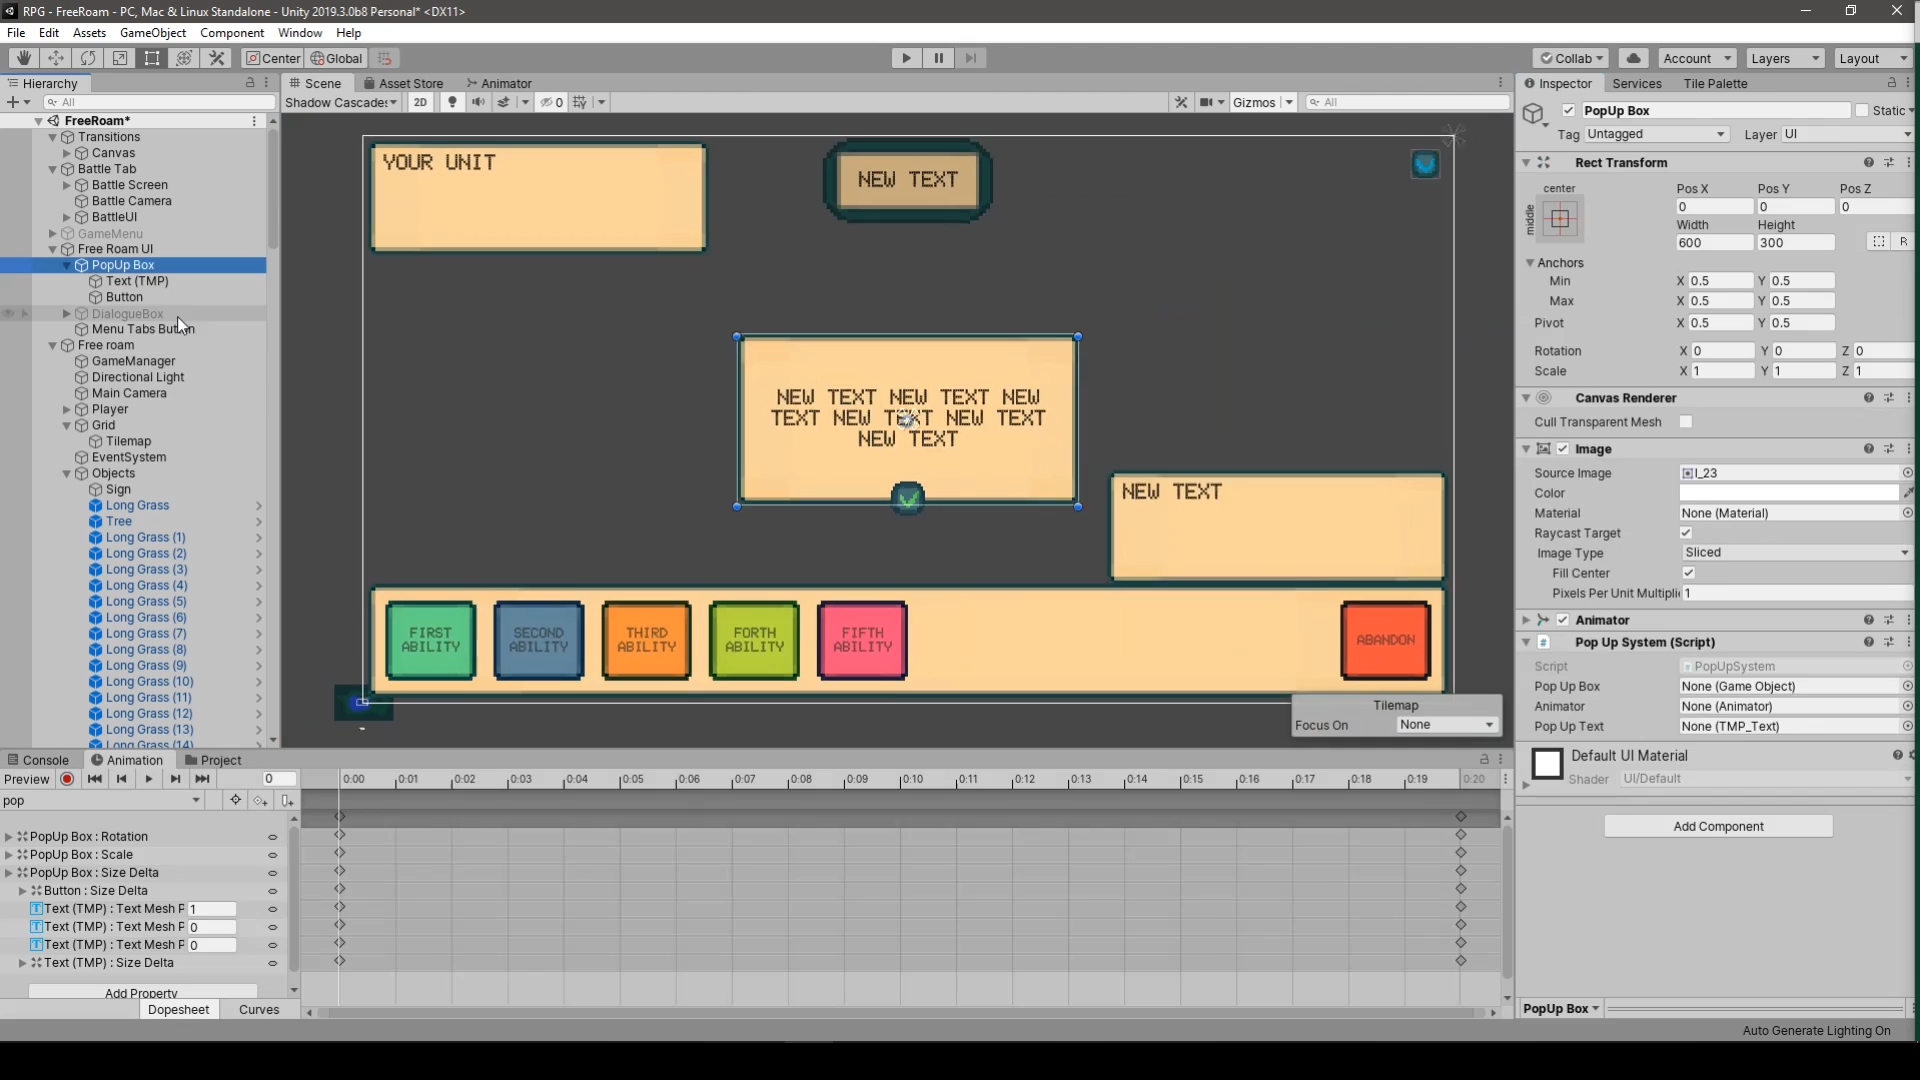 RPG - FreeRoam - PC, Mac & Linux Standalone - Unity 2019.3.0b8 Personal* <DX11>
File Edit Assets GameObject Component Window Help
Center Global Collab Account Layers Layout
Hierarchy
All
FreeRoam*
Transitions
Canvas
Battle Tab
Battle Screen
Battle Camera
BattleUI
GameMenu
Free Roam UI
PopUp Box
Text (TMP)
Button
DialogueBox
Menu Tabs Button
Free roam
GameManager
Directional Light
Main Camera
Player
Grid
Tilemap
EventSystem
Objects
Sign
Long Grass
Tree
Long Grass (1)
Long Grass (2)
Long Grass (3)
Long Grass (4)
Long Grass (5)
Long Grass (6)
Long Grass (7)
Long Grass (8)
Long Grass (9)
Long Grass (10)
Long Grass (11)
Long Grass (12)
Long Grass (13)
Long Grass (14)
Scene Asset Store Animator
Shadow Cascades 2D 0 Gizmos All
YOUR UNIT
NEW TEXT
NEW TEXT NEW TEXT NEW
TEXT NEW TEXT NEW TEXT
NEW TEXT
NEW TEXT
FIRST
ABILITY
SECOND
ABILITY
THIRD
ABILITY
FORTH
ABILITY
FIFTH
ABILITY
ABANDON
Tilemap
Focus On None
Inspector Services Tile Palette
PopUp Box Static
Tag Untagged Layer UI
Rect Transform
center
middle
Pos X Pos Y Pos Z
0 0 0
Width Height
600 300 R
Anchors
Min X 0.5 Y 0.5
Max X 0.5 Y 0.5
Pivot X 0.5 Y 0.5
Rotation X 0 Y 0 Z 0
Scale X 1 Y 1 Z 1
Canvas Renderer
Cull Transparent Mesh
Image
Source Image I_23
Color
Material None (Material)
Raycast Target
Image Type Sliced
Fill Center
Pixels Per Unit Multipli 1
Animator
# Pop Up System (Script)
Script PopUpSystem
Pop Up Box None (Game Object)
Animator None (Animator)
Pop Up Text None (TMP_Text)
Default UI Material
Shader UI/Default
Add Component
PopUp Box
Console Animation Project
Preview 0
0:00 0:01 0:02 0:03 0:04 0:05 0:06 0:07 0:08 0:09 0:10 0:11 0:12 0:13 0:14 0:15 0:16 0:17 0:18 0:19 0:20
pop
PopUp Box : Rotation
PopUp Box : Scale
PopUp Box : Size Delta
Button : Size Delta
Text (TMP) : Text Mesh P 1
Text (TMP) : Text Mesh P 0
Text (TMP) : Text Mesh P 0
Text (TMP) : Size Delta
Add Property
Dopesheet Curves
Auto Generate Lighting On